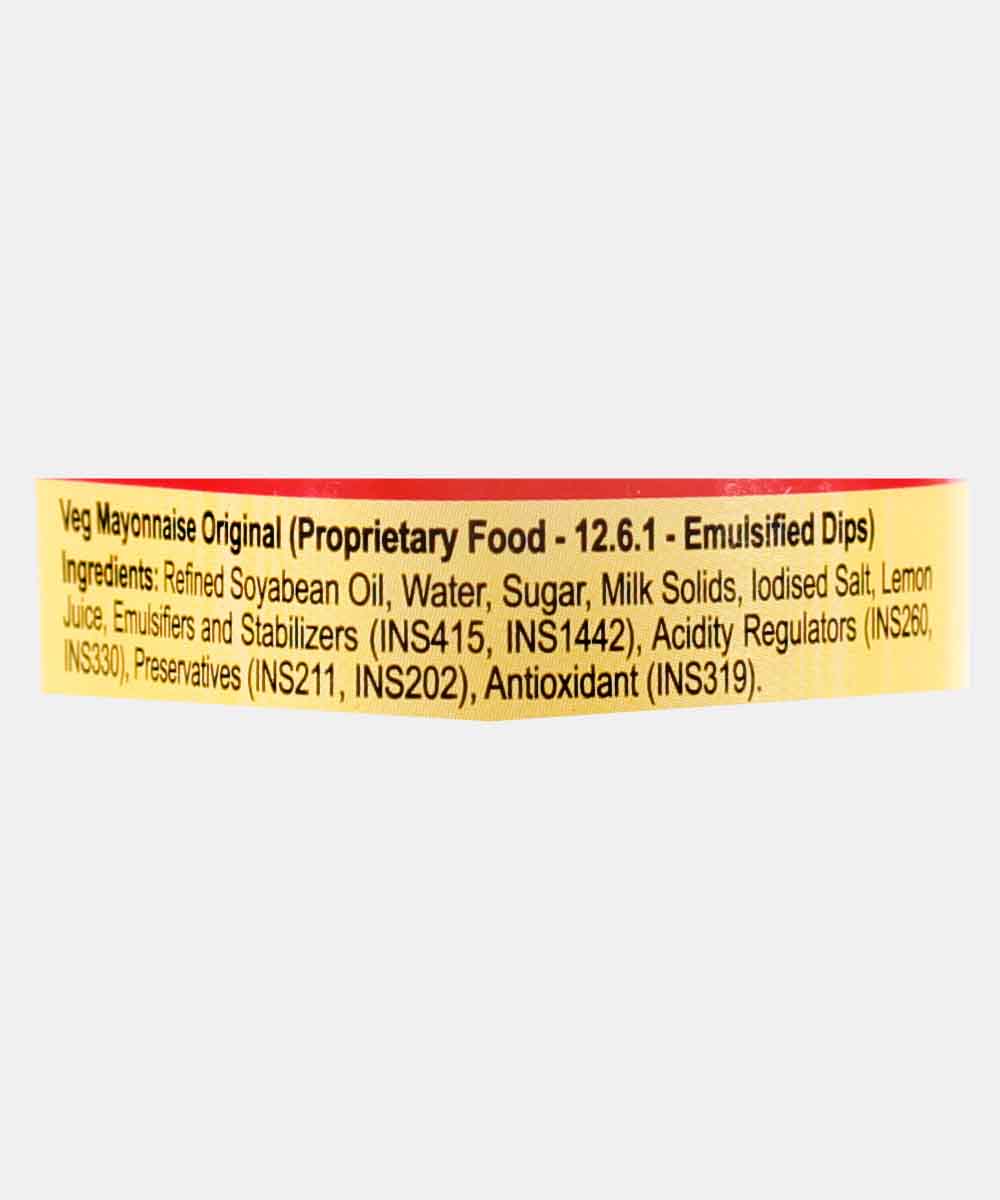 Veg Mayonnaise Original (Proprietary Food - 12.6.1 - Emulsified Dips)
Ingredients: Refined Soyabean Oil, Water, Sugar, Milk Solids, Iodised Salt, Lemon
Juice, Emulsifiers and Stabilizers (INS415, INS1442), Acidity Regulators (INS260,
INS330), Preservatives (INS211, INS202), Antioxidant (INS319).